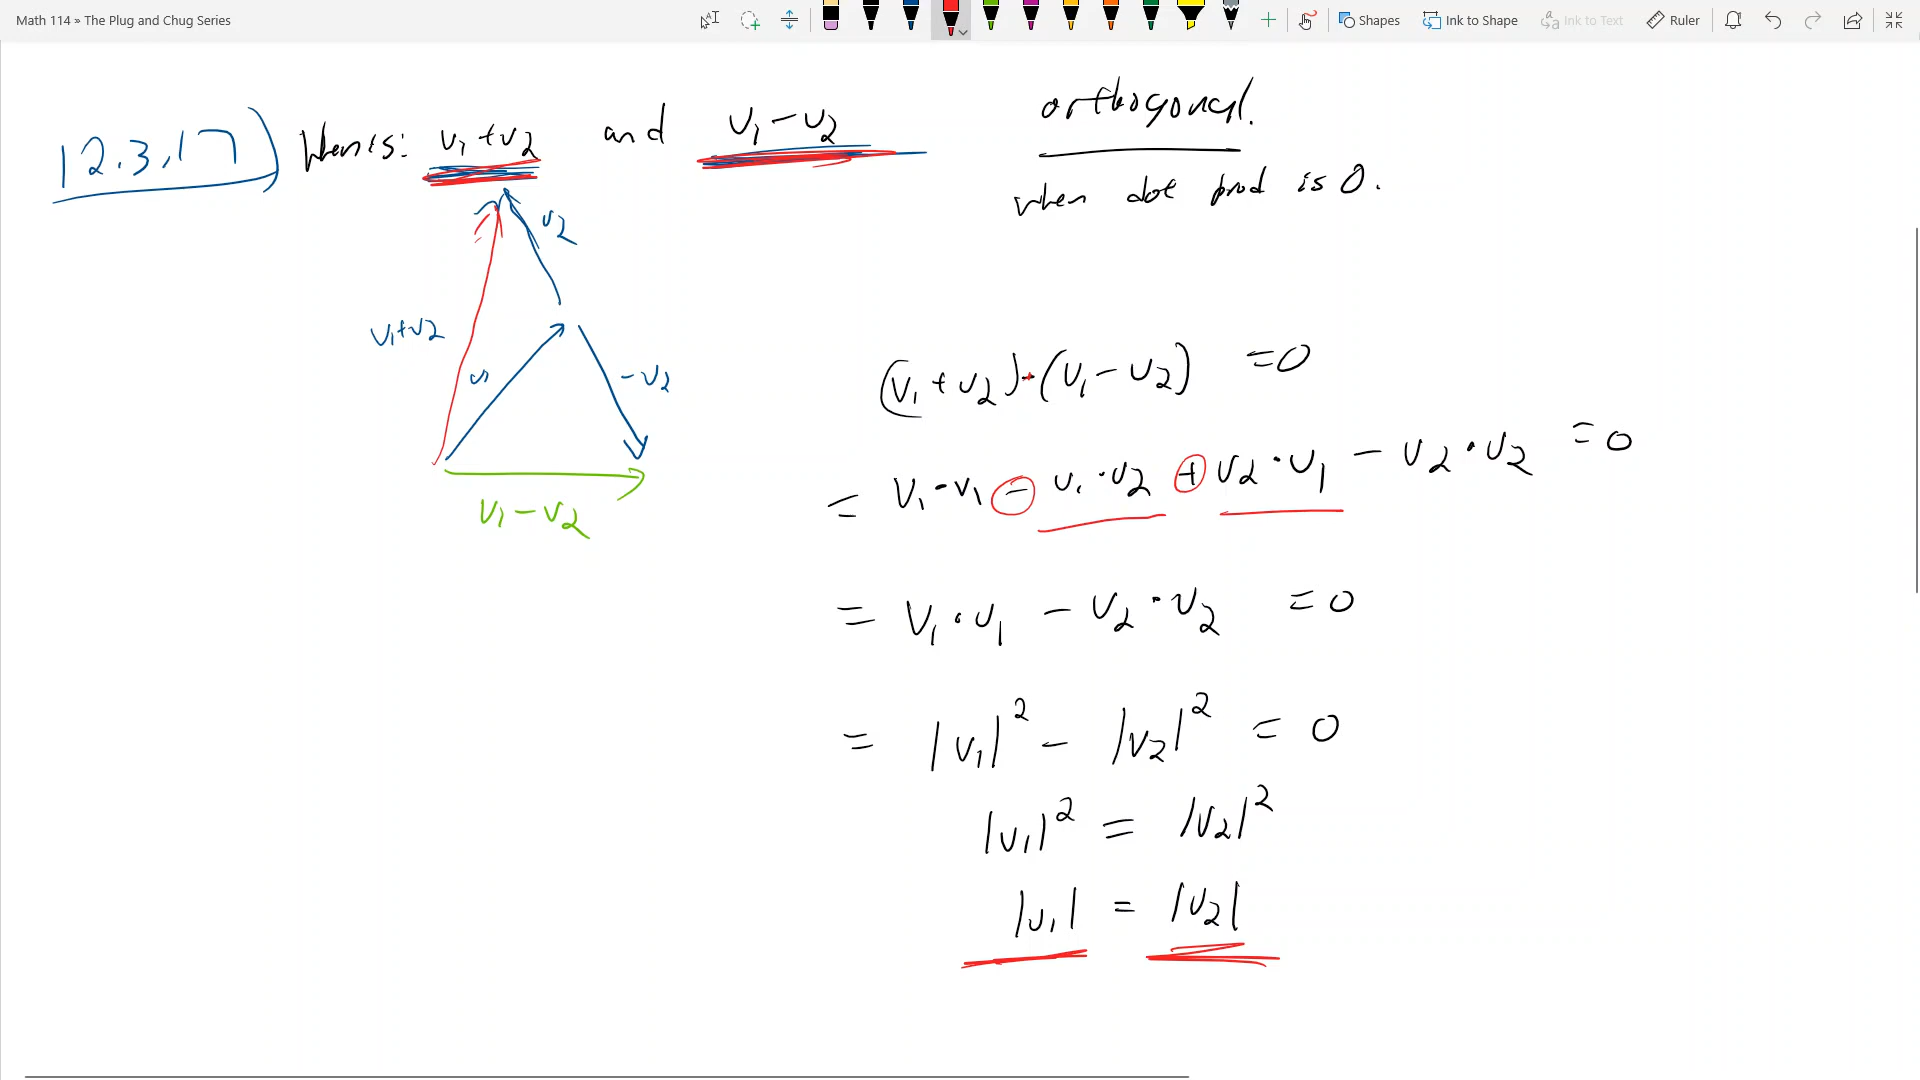 Math 114 » The Plug and Chug Series
Shapes
Ink to Shape
Ink to Text
Ruler
12.3.17) When is: v₁+v₂ and v₁-v₂ orthogonal.
when dot prod is 0.
v₂
v₁+v₂
v₁
-v₂
v₁-v₂
(v₁+v₂)·(v₁-v₂) =0
= v₁·v₁ - v₁·v₂ + v₂·v₁ - v₂·v₂ =0
= v₁·v₁ - v₂·v₂ =0
= |v₁|² - |v₂|² = 0
|v₁|² = |v₂|²
|v₁| = |v₂|